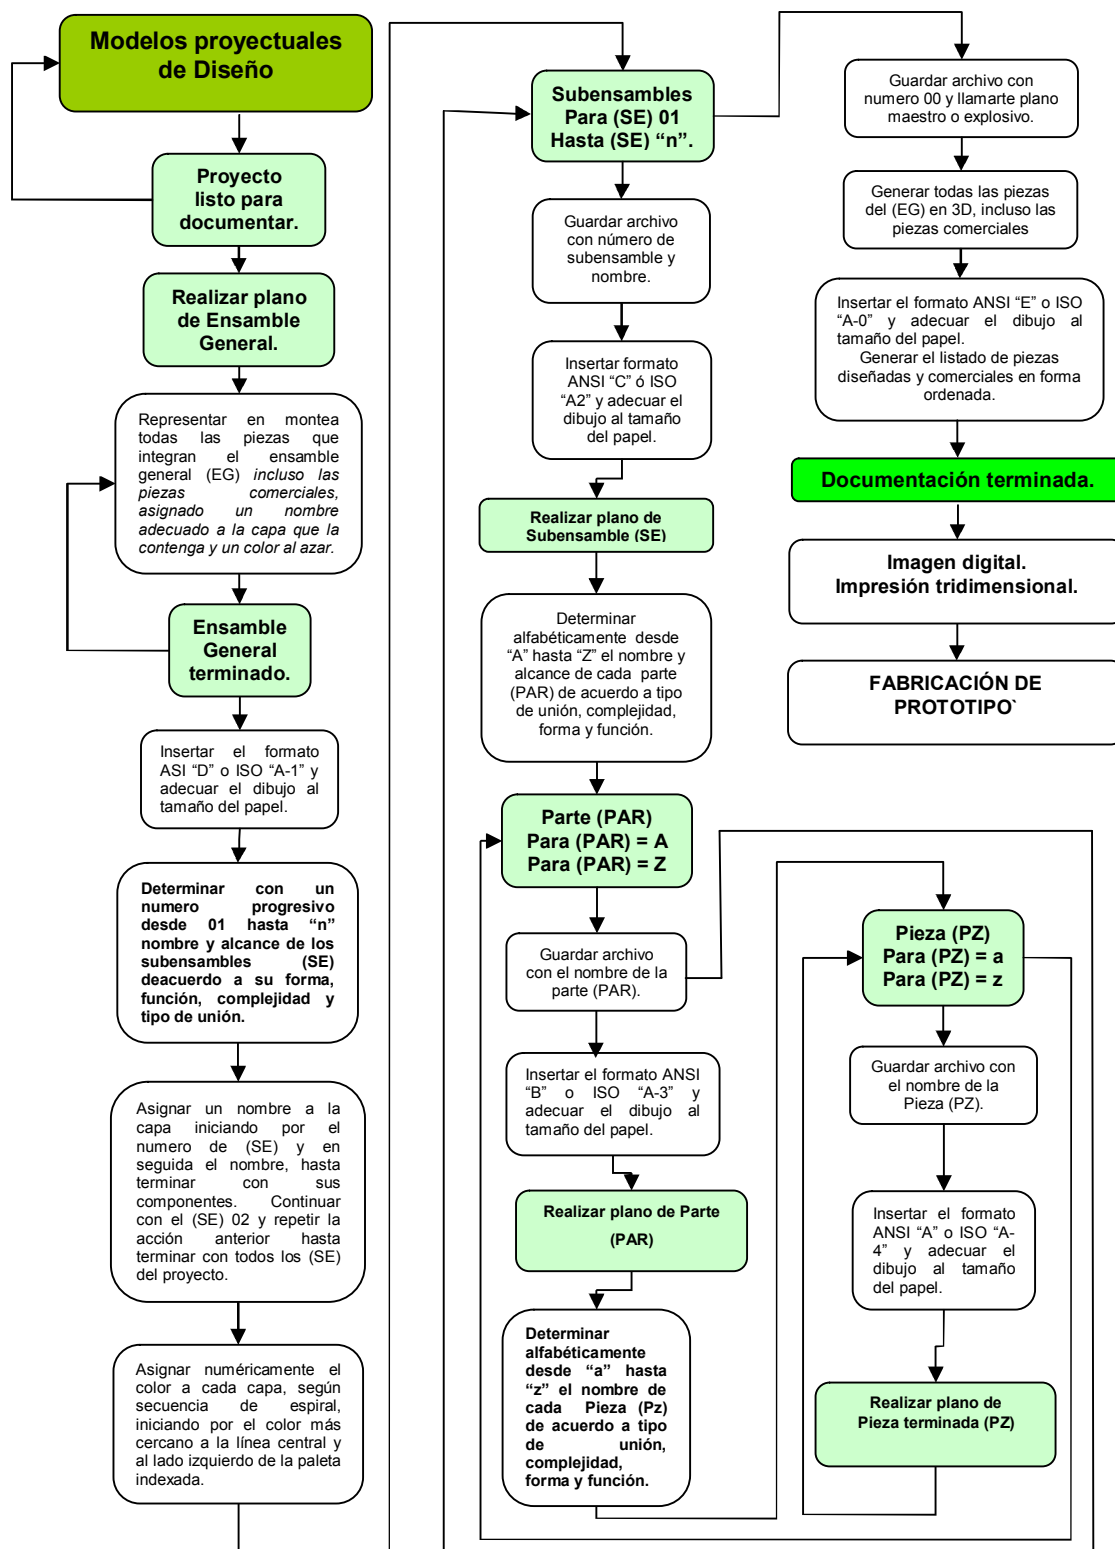 Modelos proyectuales
de Diseño
Proyecto
listo para
documentar.
Realizar plano
de Ensamble
General.
Representar en montea
todas las piezas que
integran el ensamble
general (EG) incluso las
piezas comerciales,
asignado un nombre
adecuado a la capa que la
contenga y un color al azar.
Ensamble
General
terminado.
Insertar el formato
ASI “D” o ISO “A-1” y
adecuar el dibujo al
tamaño del papel.
Determinar con un
numero progresivo
desde 01 hasta “n”
nombre y alcance de los
subensambles (SE)
deacuerdo a su forma,
función, complejidad y
tipo de unión.
Asignar un nombre a la
capa iniciando por el
numero de (SE) y en
seguida el nombre, hasta
terminar con sus
componentes. Continuar
con el (SE) 02 y repetir la
acción anterior hasta
terminar con todos los (SE)
del proyecto.
Asignar numéricamente el
color a cada capa, según
secuencia de espiral,
iniciando por el color más
cercano a la línea central y
al lado izquierdo de la paleta
indexada.
Subensambles
Para (SE) 01
Hasta (SE) “n”.
Guardar archivo
con número de
subensamble y
nombre.
Insertar formato
ANSI “C” ó ISO
“A2” y adecuar el
dibujo al tamaño
del papel.
Realizar plano de
Subensamble (SE)
Determinar
alfabéticamente desde
“A” hasta “Z” el nombre y
alcance de cada parte
(PAR) de acuerdo a tipo
de unión, complejidad,
forma y función.
Parte (PAR)
Para (PAR) = A
Para (PAR) = Z
Guardar archivo
con el nombre de la
parte (PAR).
Insertar el formato ANSI
“B” o ISO “A-3” y
adecuar el dibujo al
tamaño del papel.
Realizar plano de Parte
(PAR)
Determinar
alfabéticamente
desde “a” hasta
“z” el nombre de
cada Pieza (Pz)
de acuerdo a tipo
de unión,
complejidad,
forma y función.
Guardar archivo con
numero 00 y llamarte plano
maestro o explosivo.
Generar todas las piezas
del (EG) en 3D, incluso las
piezas comerciales
Insertar el formato ANSI “E” o ISO
“A-0” y adecuar el dibujo al
tamaño del papel.
Generar el listado de piezas
diseñadas y comerciales en forma
ordenada.
Documentación terminada.
Imagen digital.
Impresión tridimensional.
FABRICACIÓN DE
PROTOTIPO`
Pieza (PZ)
Para (PZ) = a
Para (PZ) = z
Guardar archivo con
el nombre de la
Pieza (PZ).
Insertar el formato
ANSI “A” o ISO “A-
4” y adecuar el
dibujo al tamaño
del papel.
Realizar plano de
Pieza terminada (PZ)